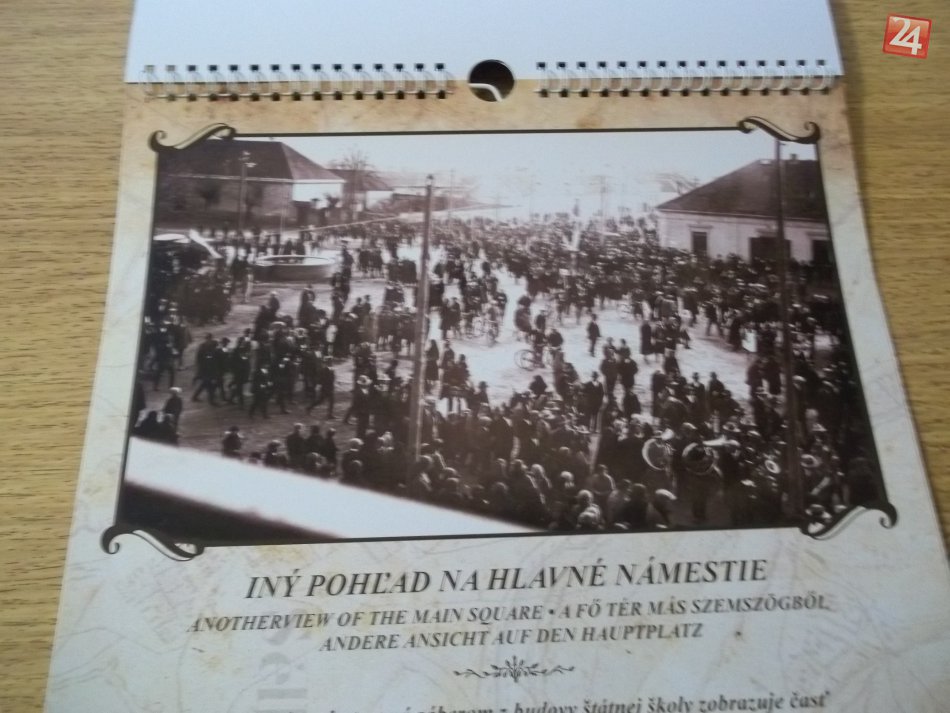 24
INÝ POHĽAD NA HLAVNÉ NÁMESTIE
ANOTHERVIEW OF THE MAIN SQUARE • A FŐ TÉR MÁS SZEMSZÖGBŐL
ANDERE ANSICHT AUF DEN HAUPTPLATZ
záberom z budovy štátnej školy zobrazuje časť